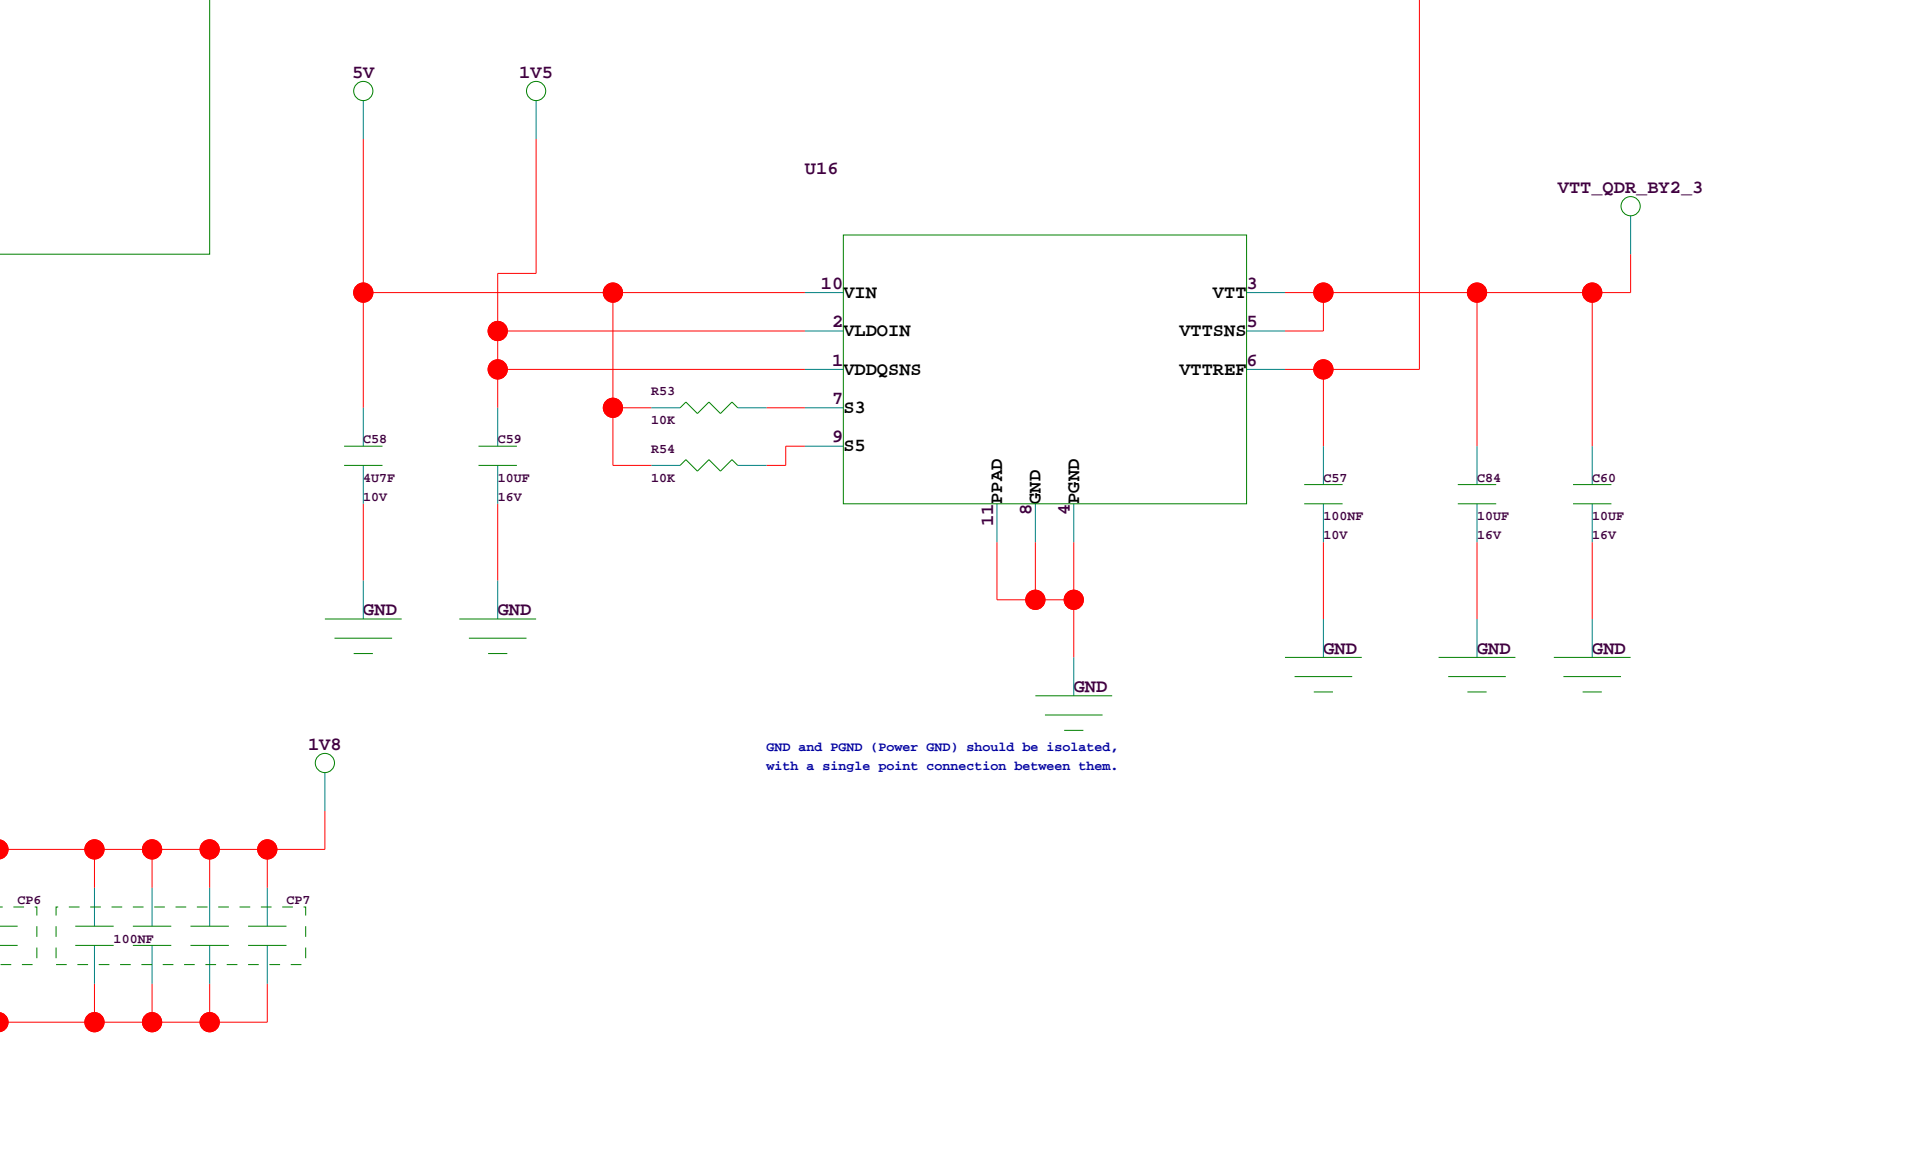 5V
1V5
U16
VTT_QDR_BY2_3
10
VIN
VTT
3
2
VLDOIN
VTTSNS
5
1
VDDQSNS
VTTREF
6
R53
10K
7
S3
R54
10K
9
S5
C58
4U7F
10V
C59
10UF
16V
PPAD
GND
PGND
11
8
4
C57
100NF
10V
C84
10UF
16V
C60
10UF
16V
GND
GND
GND
GND
GND
GND
GND and PGND (Power GND) should be isolated,
with a single point connection between them.
1V8
CP6
CP7
100NF